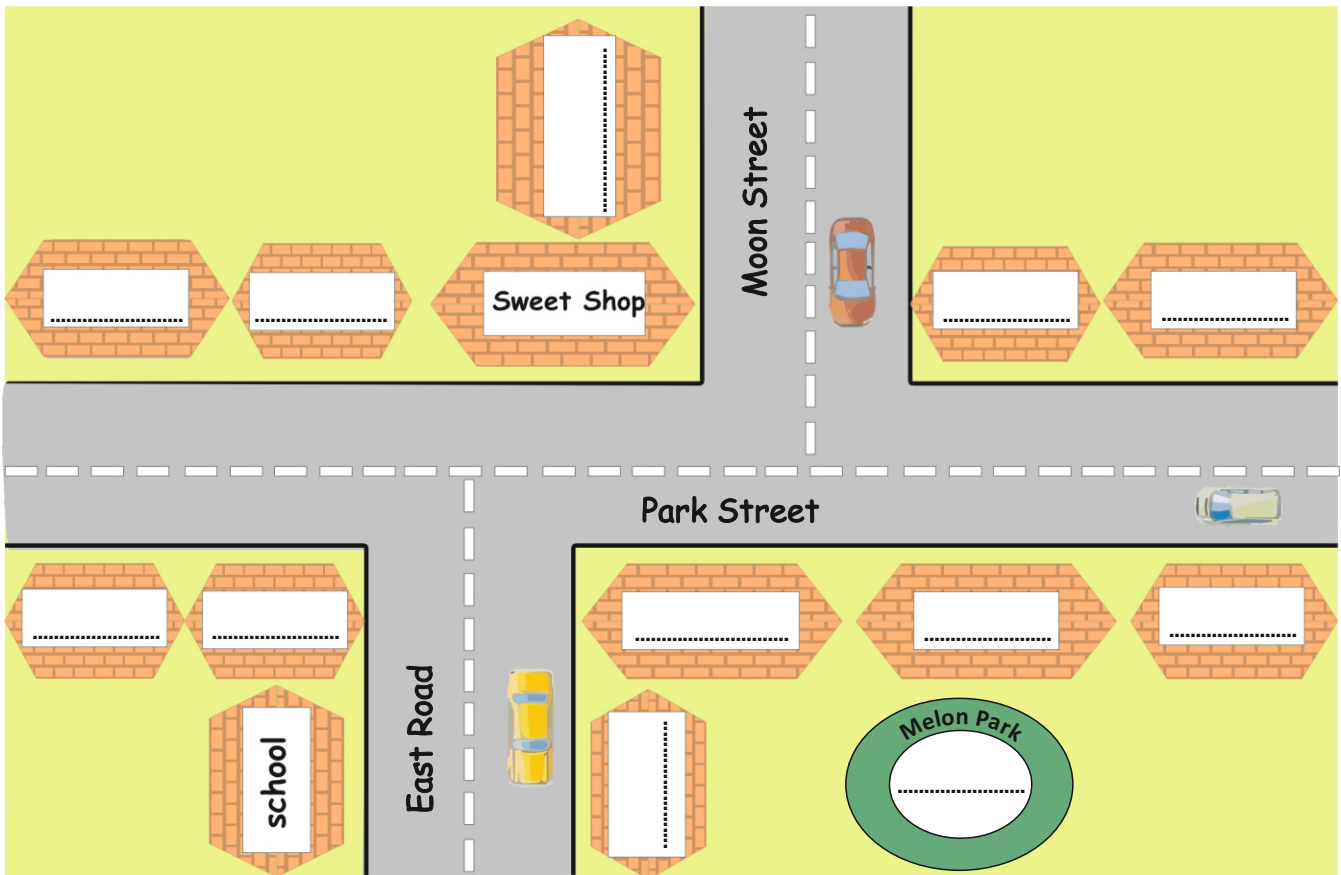 Moon Street
Sweet Shop
Park Street
East Road
school
Melon Park